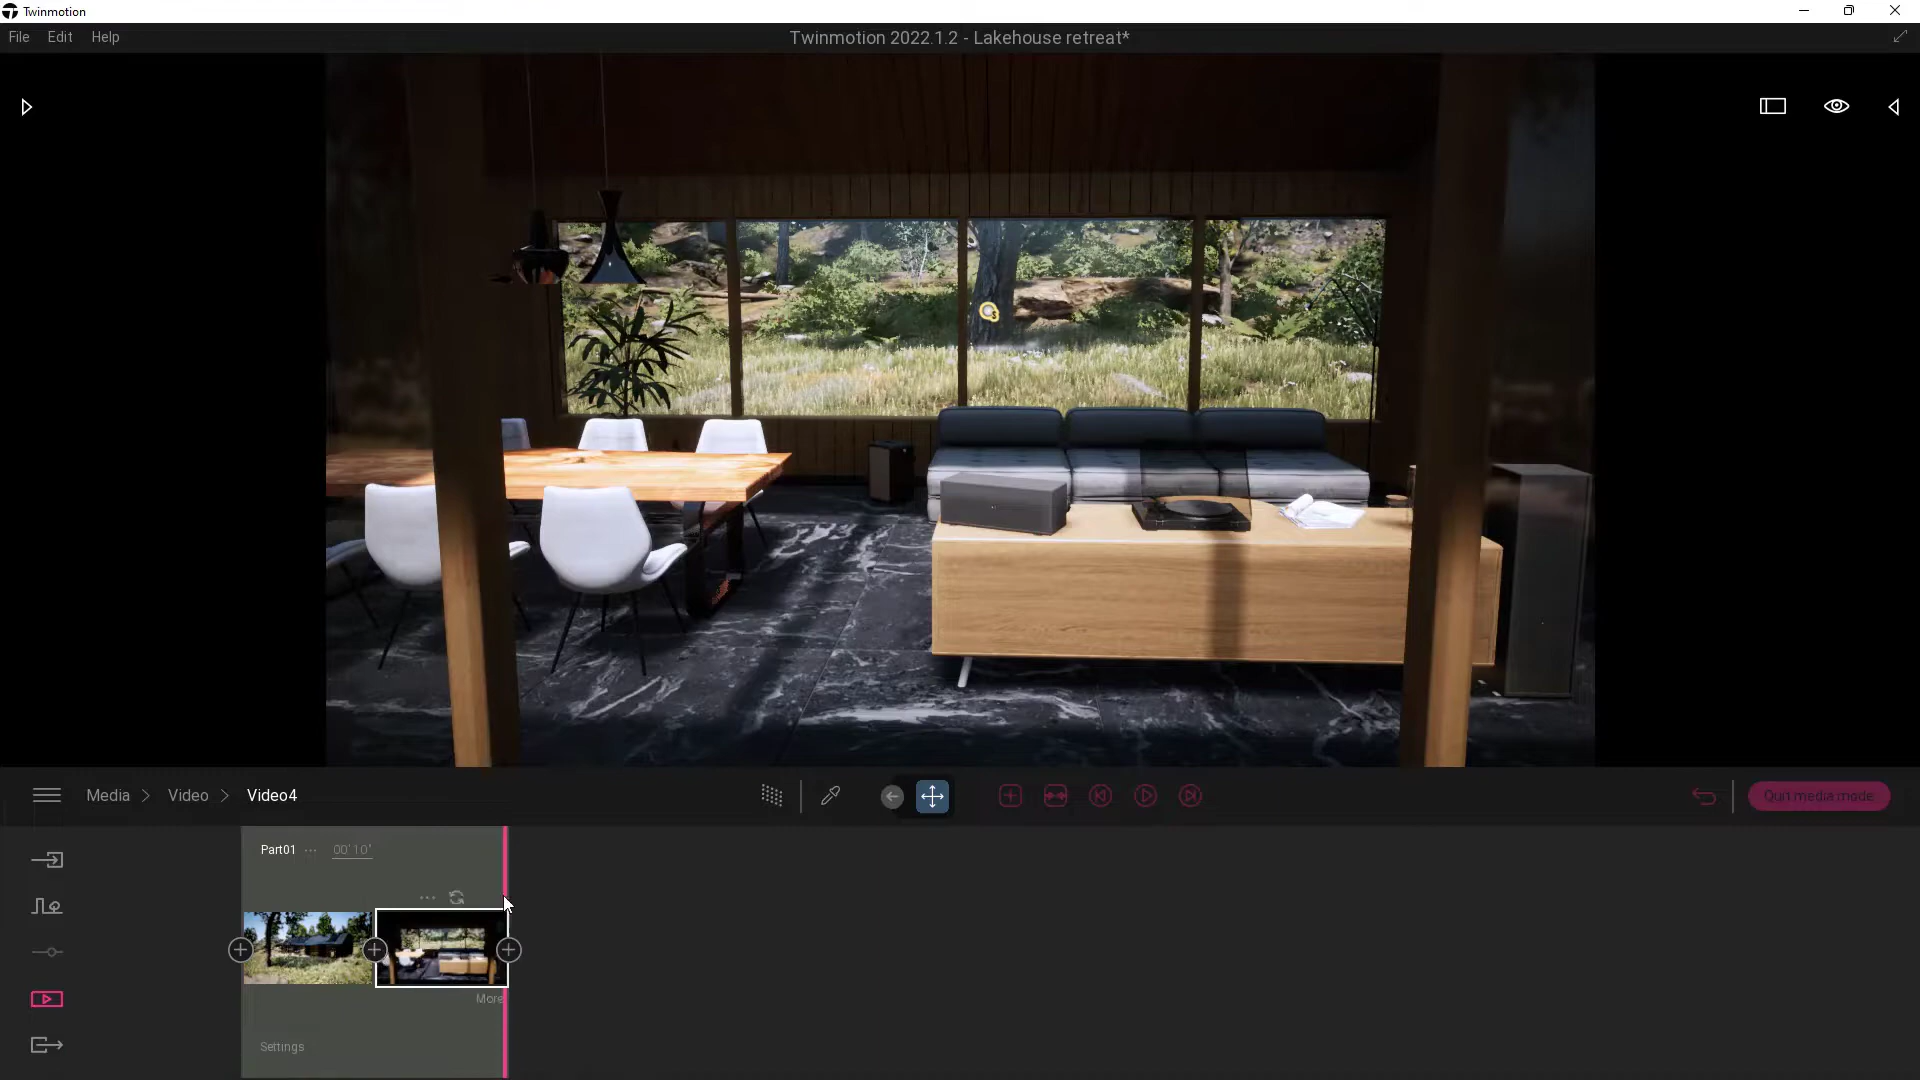 Twinmotion
File Edit Help
Twinmotion 2022.1.2 - Lakehouse retreat*
Media Video Video4
Quit media mode
Part01 ... 00'10"
...
More
Settings